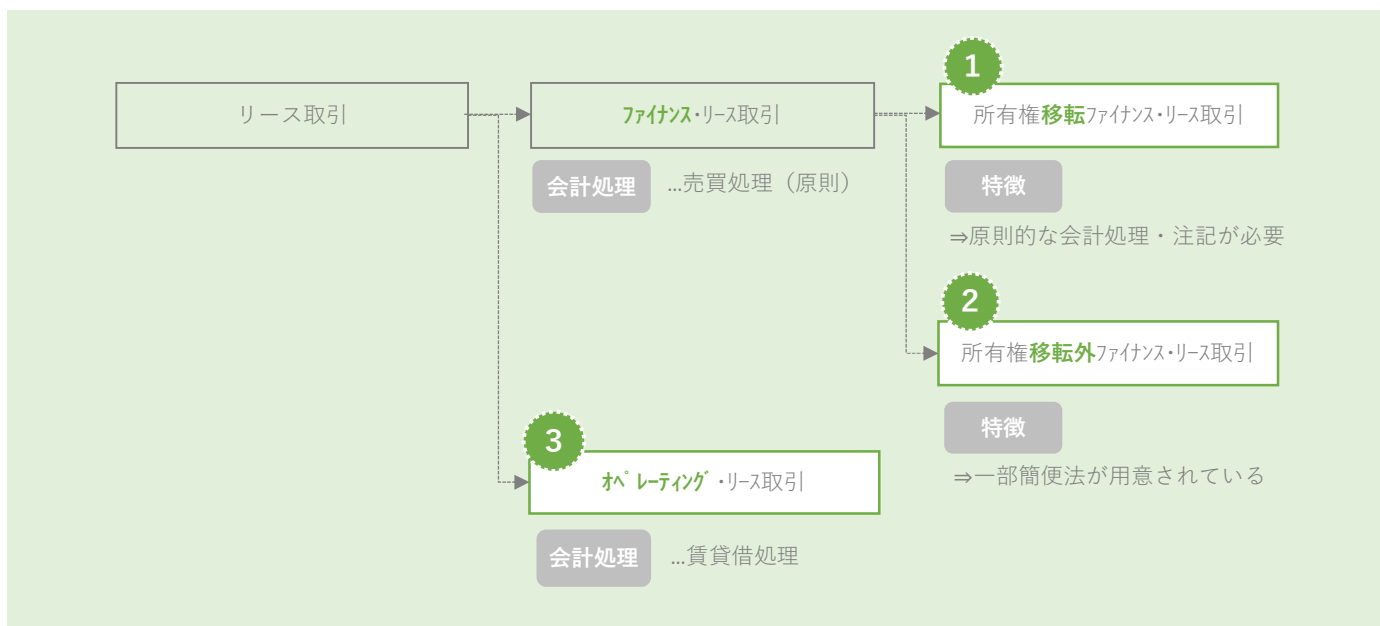 リース取引
ファイナンス・リース取引
会計処理
...売買処理（原則）
1
所有権移転ファイナンス・リース取引
特徴
⇒原則的な会計処理・注記が必要
2
所有権移転外ファイナンス・リース取引
特徴
⇒一部簡便法が用意されている
3
オペレーティング・リース取引
会計処理
...賃貸借処理